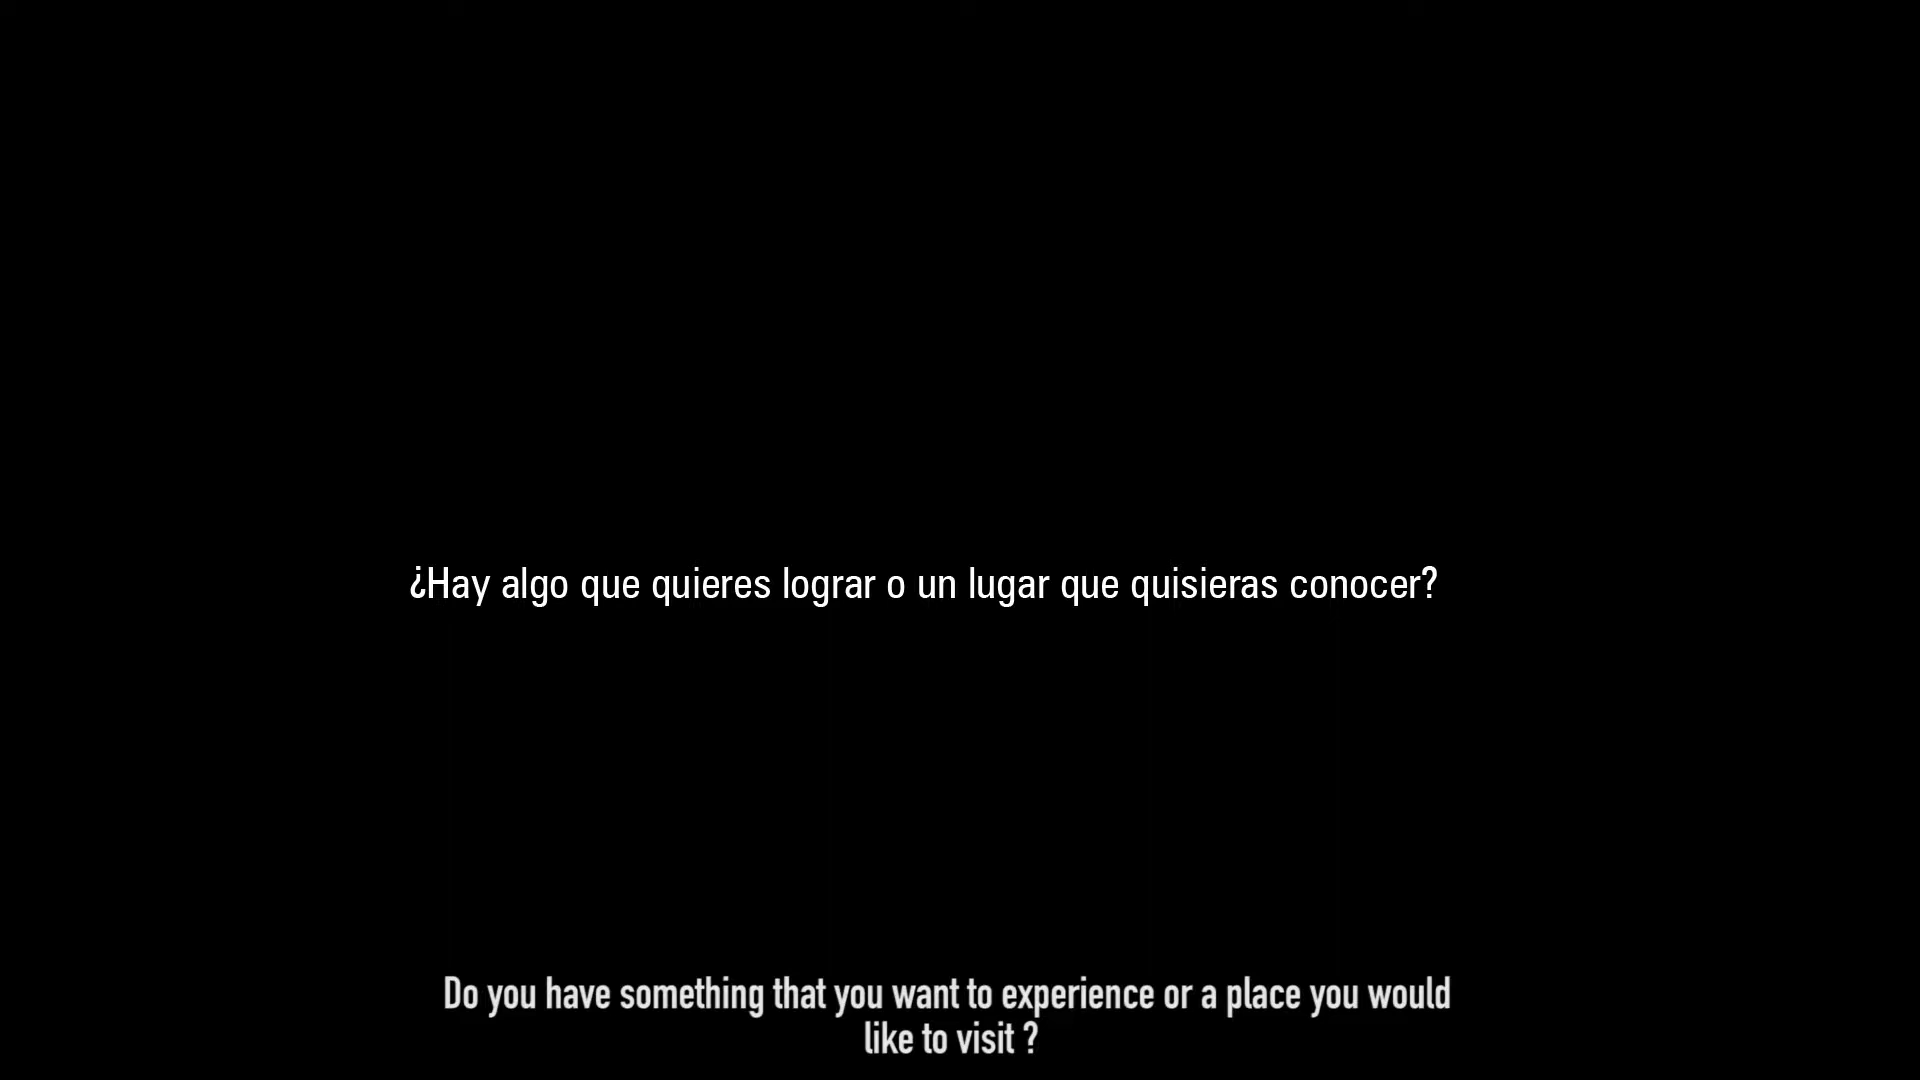 ¿Hay algo que quieres lograr o un lugar que quisieras conocer?
Do you have something that you want to experience or a place you would
like to visit ?